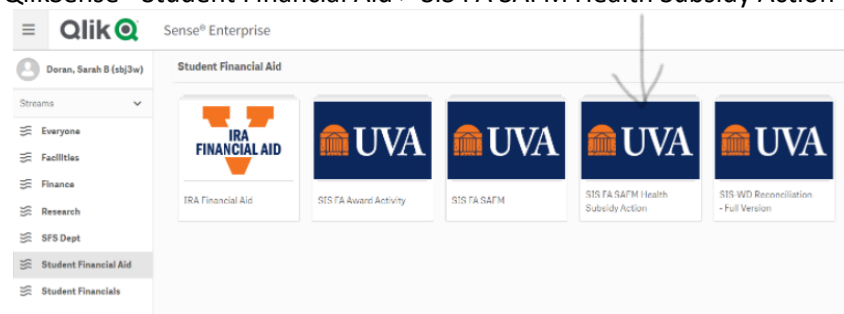 QlikSense - Student Financial Aid > SIS FA SAFM Health Subsidy Action
Qlik Sense® Enterprise
Doran, Sarah B (sbj3w)
Student Financial Aid
Streams
Everyone
Facilities
Finance
Research
SFS Dept
Student Financial Aid
Student Financials
IRA
FINANCIAL AID
IRA Financial Aid
UVA
SIS FA Award Activity
UVA
SIS FA SAFM
UVA
SIS FA SAFM Health
Subsidy Action
UVA
SIS-WD Reconciliation
- Full Version